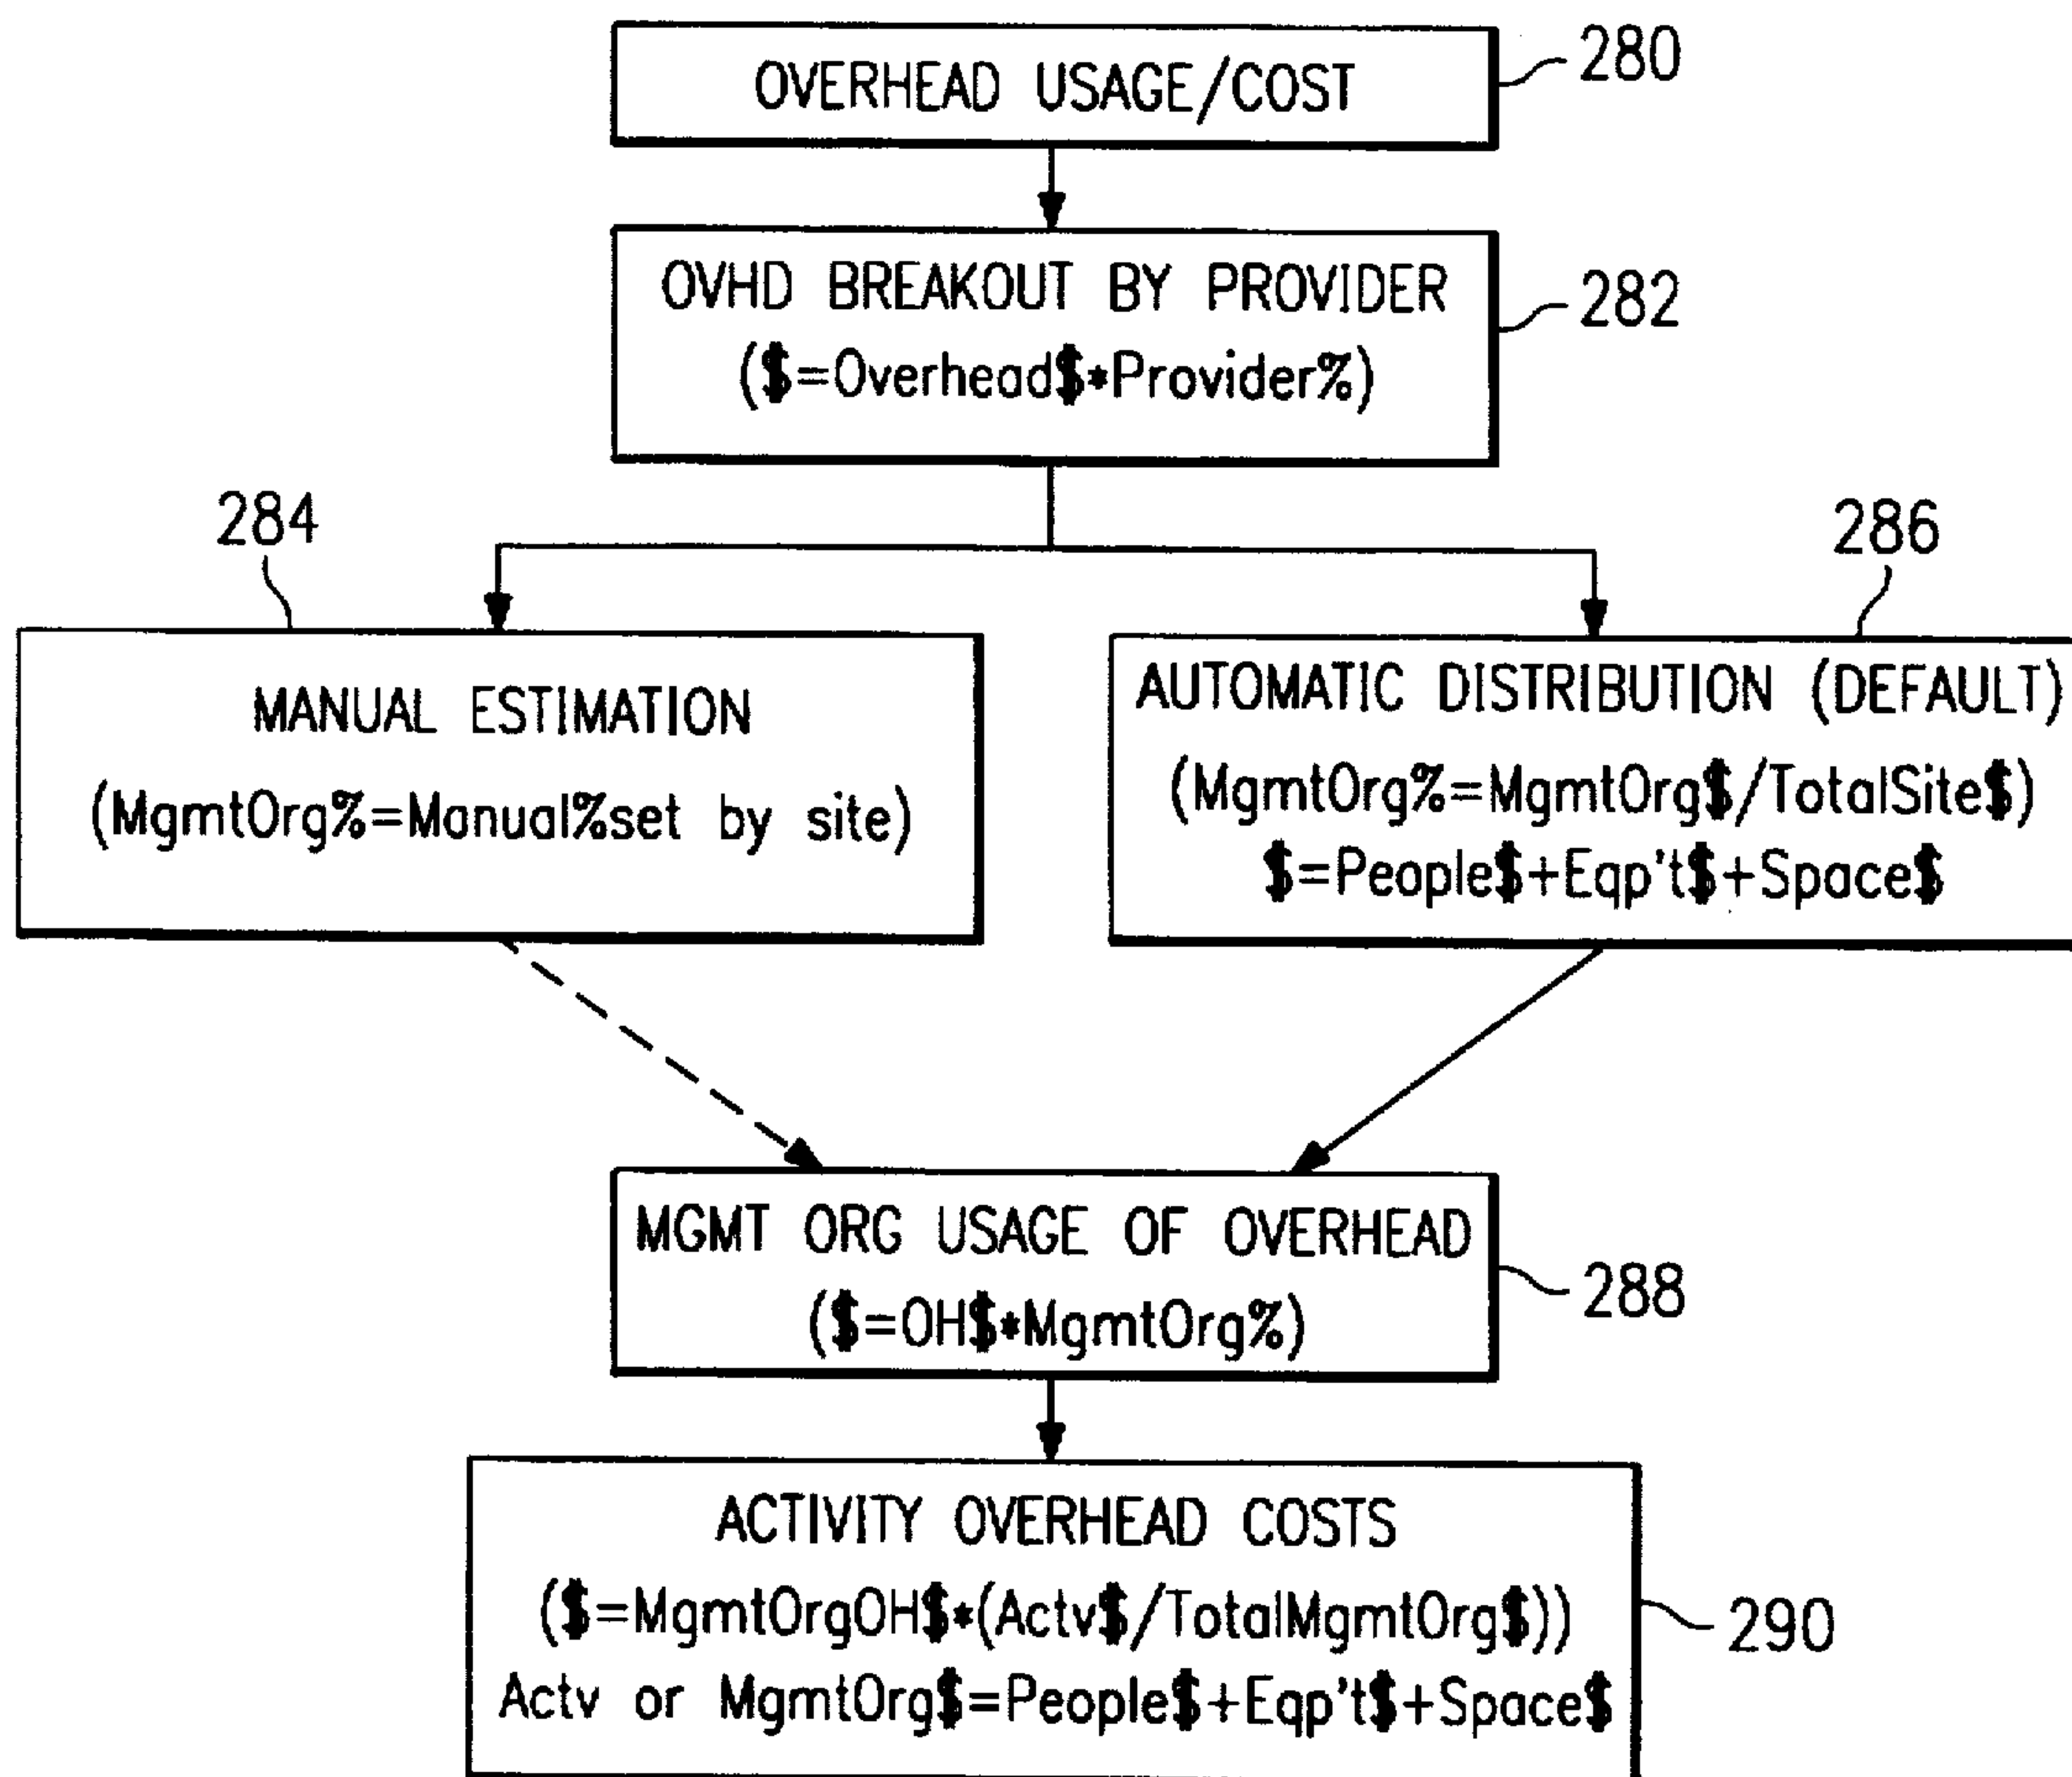 OVERHEAD USAGE/COST
280
OVHD BREAKOUT BY PROVIDER
($=Overhead$*Provider%)
282
284
286
MANUAL ESTIMATION
(MgmtOrg%=Manual%set by site)
AUTOMATIC DISTRIBUTION (DEFAULT)
(MgmtOrg%=MgmtOrg$/TotalSite$)
$=People$+Eqp't$+Space$
MGMT ORG USAGE OF OVERHEAD
($=OH$*MgmtOrg%)
288
ACTIVITY OVERHEAD COSTS
($=MgmtOrgOH$*(Actv$/TotalMgmtOrg$))
Actv or MgmtOrg$=People$+Eqp't$+Space$
290